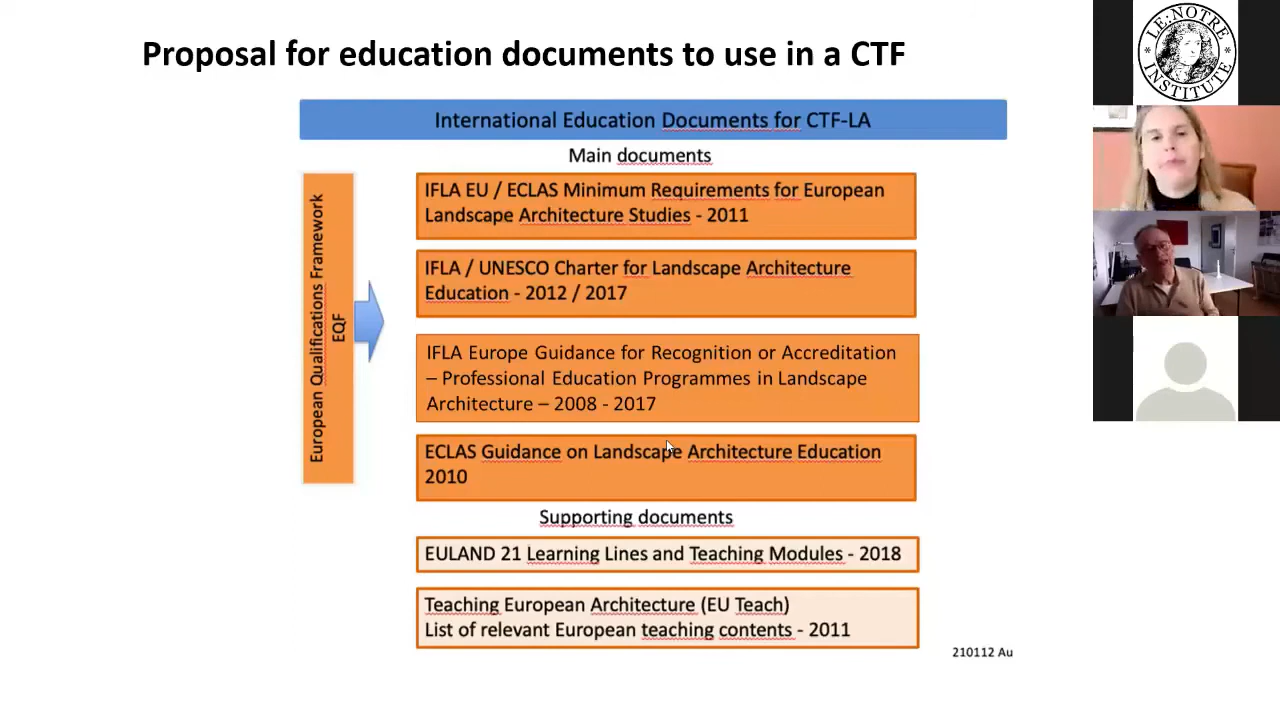 Proposal for education documents to use in a CTF
International Education Documents for CTF-LA
Main documents
European Qualifications Framework
EQF
IFLA EU / ECLAS Minimum Requirements for European
Landscape Architecture Studies - 2011
IFLA / UNESCO Charter for Landscape Architecture
Education - 2012 / 2017
IFLA Europe Guidance for Recognition or Accreditation
– Professional Education Programmes in Landscape
Architecture – 2008 - 2017
ECLAS Guidance on Landscape Architecture Education
2010
Supporting documents
EULAND 21 Learning Lines and Teaching Modules - 2018
Teaching European Architecture (EU Teach)
List of relevant European teaching contents - 2011
210112 Au
LE:NOTRE
INSTITUTE